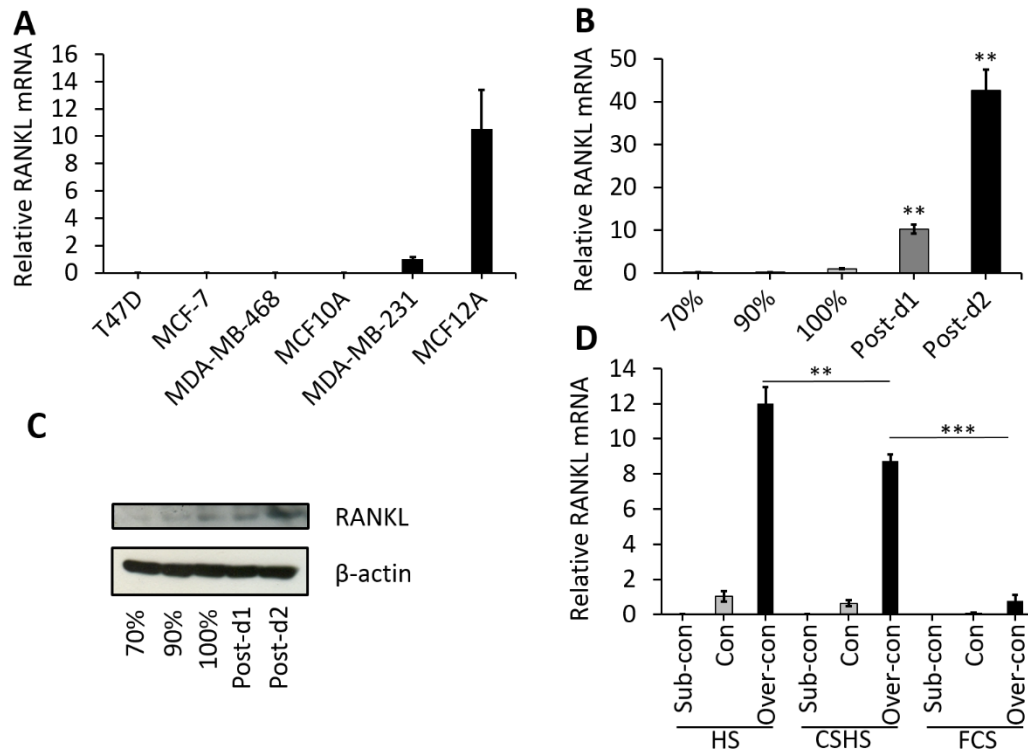 A
Relative RANKL mRNA
16
14
12
10
8
6
4
2
0
T47D
MCF-7
MDA-MB-468
MCF10A
MDA-MB-231
MCF12A
B
Relative RANKL mRNA
50
40
30
20
10
0
**
**
70%
90%
100%
Post-d1
Post-d2
C
RANKL
β-actin
70%
90%
100%
Post-d1
Post-d2
D
Relative RANKL mRNA
14
12
10
8
6
4
2
0
**
***
Sub-con
Con
Over-con
Sub-con
Con
Over-con
Sub-con
Con
Over-con
HS
CSHS
FCS